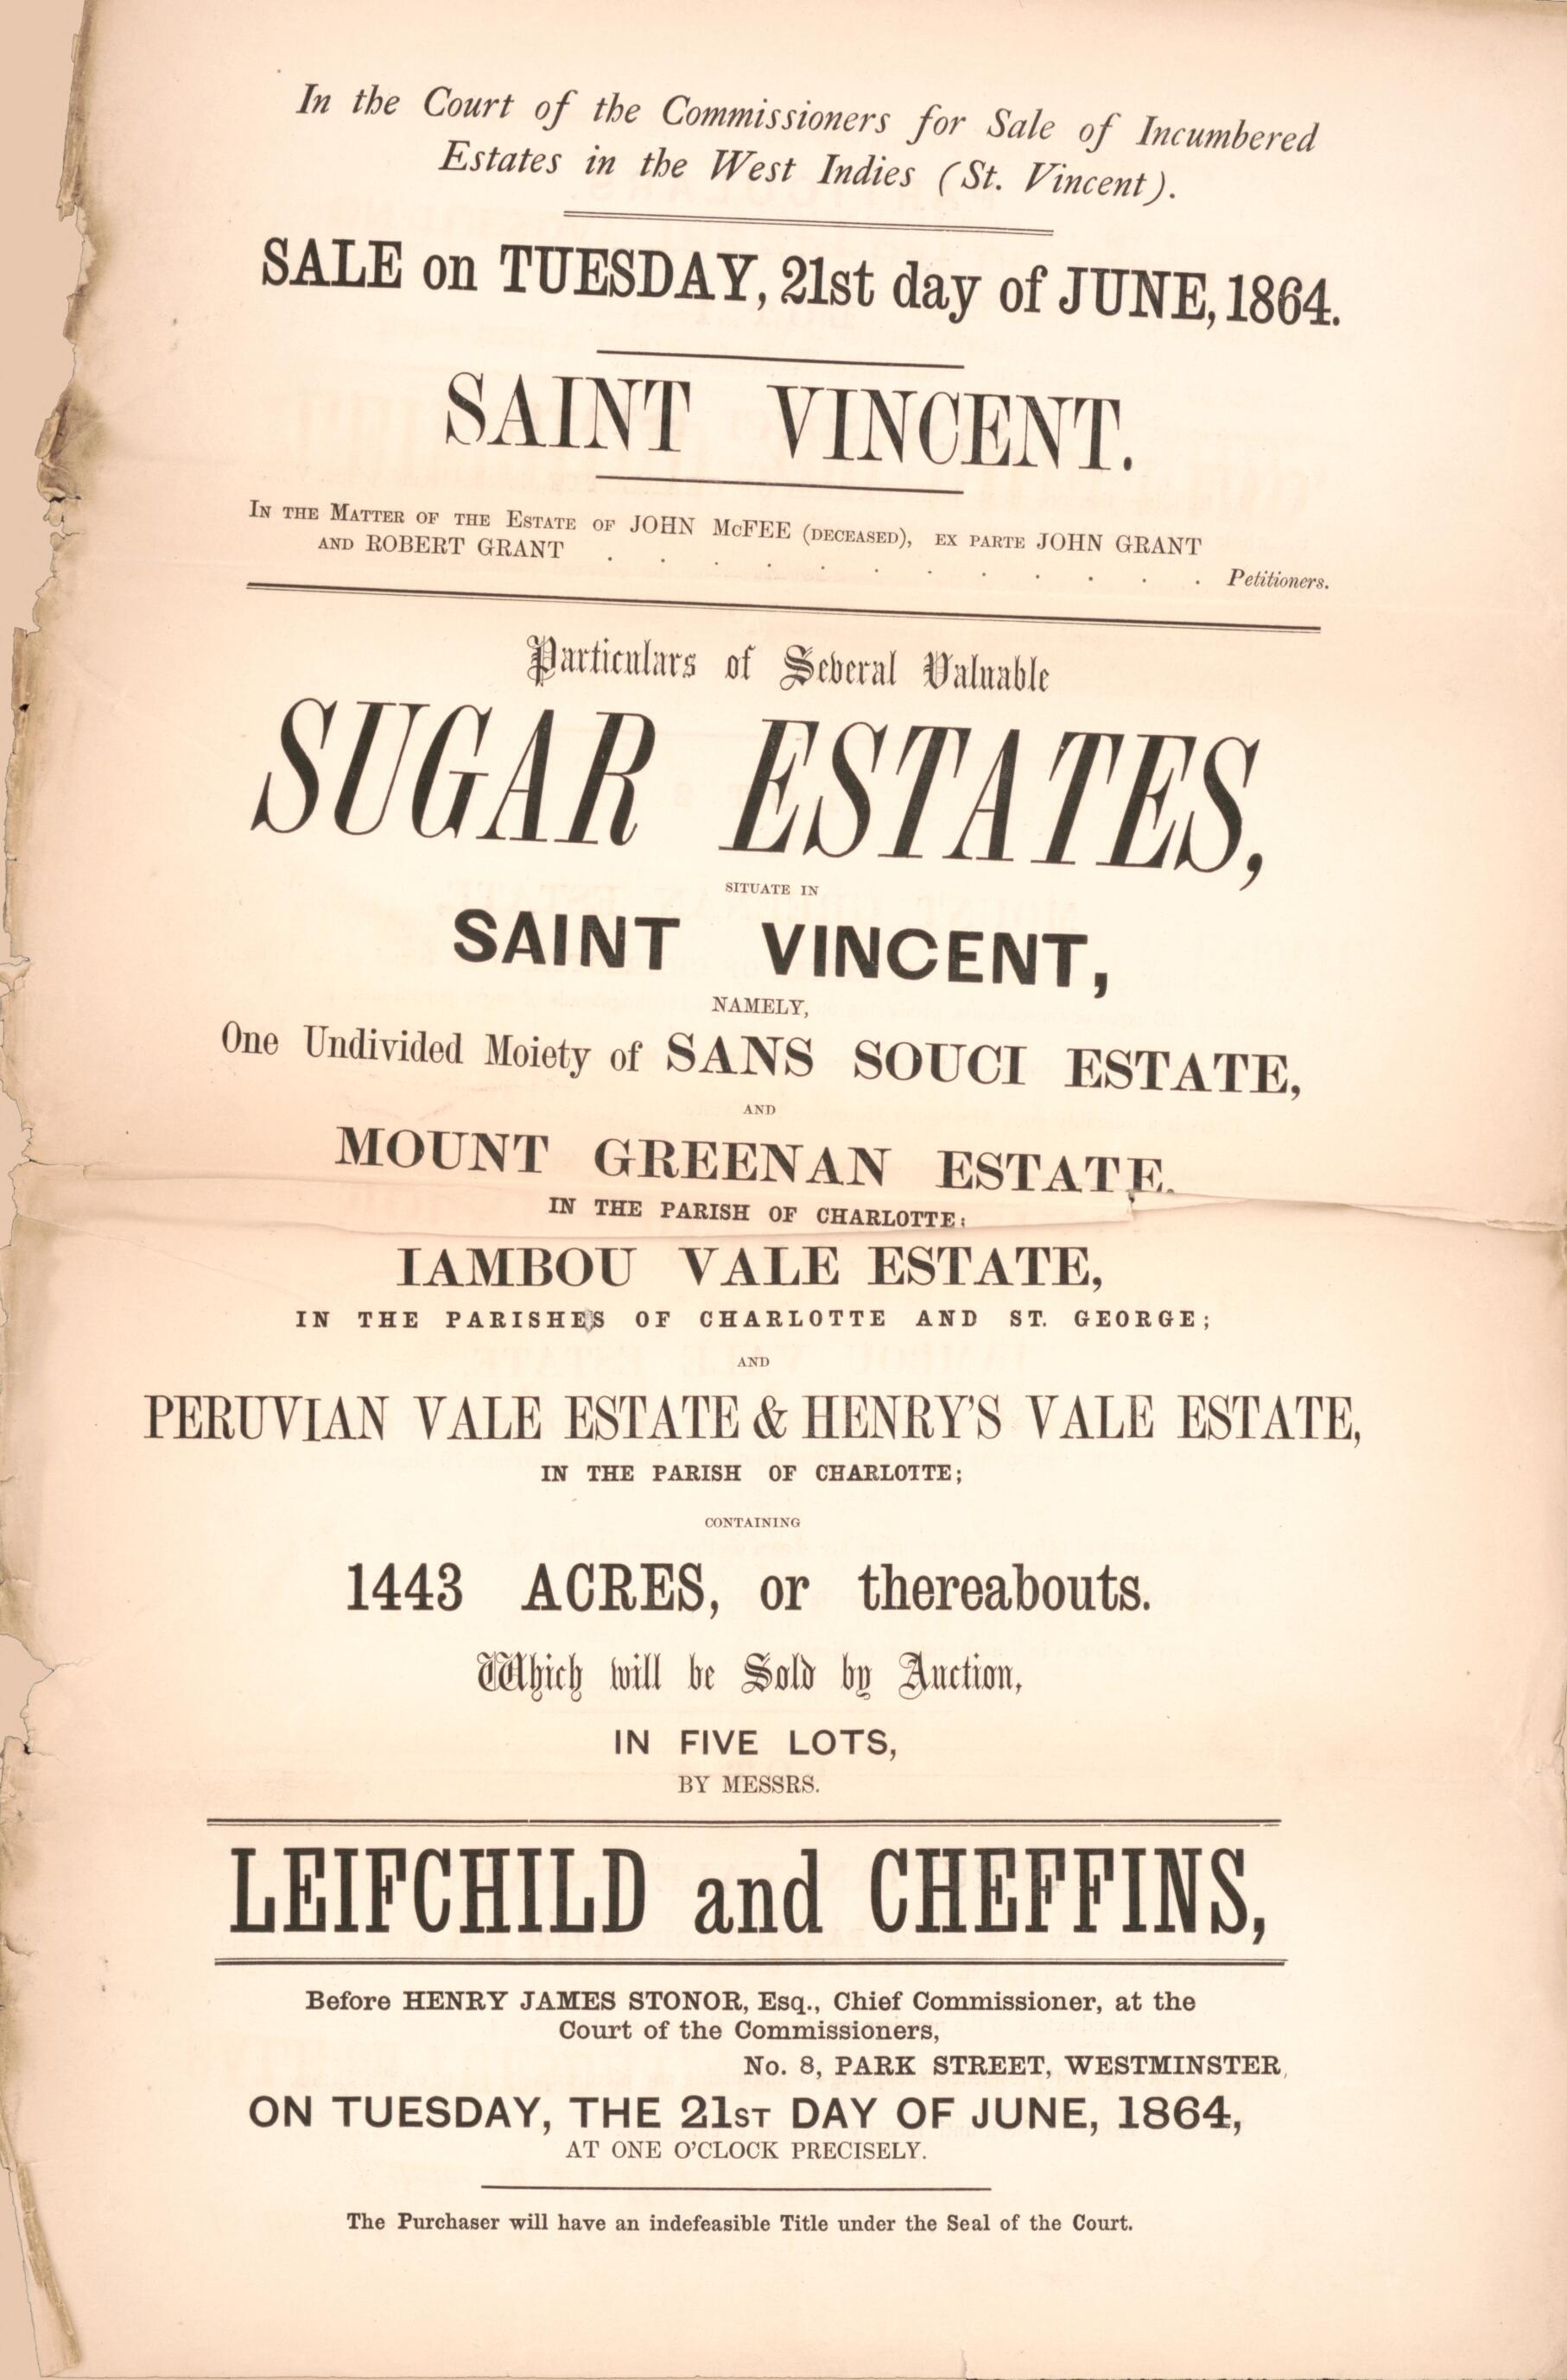 In the Court of the Commissioners for Sale of Incumbered
Estates in the West Indies (St. Vincent).
SALE on TUESDAY, 21st day of JUNE, 1864.
SAINT VINCENT.
IN THE MATTER OF THE ESTATE OF JOHN McFEE (DECEASED), EX PARTE JOHN GRANT
AND ROBERT GRANT . . . . . . . . . . . . Petitioners.
Particulars of Several Valuable
SUGAR ESTATES,
SITUATE IN
SAINT VINCENT,
NAMELY,
One Undivided Moiety of SANS SOUCI ESTATE,
AND
MOUNT GREENAN ESTATE,
IN THE PARISH OF CHARLOTTE;
IAMBOU VALE ESTATE,
IN THE PARISHES OF CHARLOTTE AND ST. GEORGE;
AND
PERUVIAN VALE ESTATE & HENRY'S VALE ESTATE,
IN THE PARISH OF CHARLOTTE;
CONTAINING
1443 ACRES, or thereabouts.
Which will be Sold by Auction,
IN FIVE LOTS,
BY MESSRS.
LEIFCHILD and CHEFFINS,
Before HENRY JAMES STONOR, Esq., Chief Commissioner, at the
Court of the Commissioners,
No. 8, PARK STREET, WESTMINSTER,
ON TUESDAY, THE 21ST DAY OF JUNE, 1864,
AT ONE O'CLOCK PRECISELY.
The Purchaser will have an indefeasible Title under the Seal of the Court.